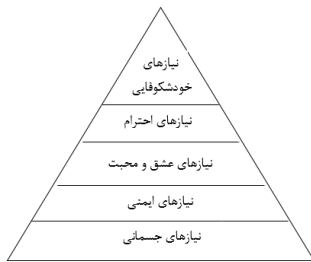 نیازهای
خودشکوفایی
نیازهای احترام
نیازهای عشق و محبت
نیازهای ایمنی
نیازهای جسمانی